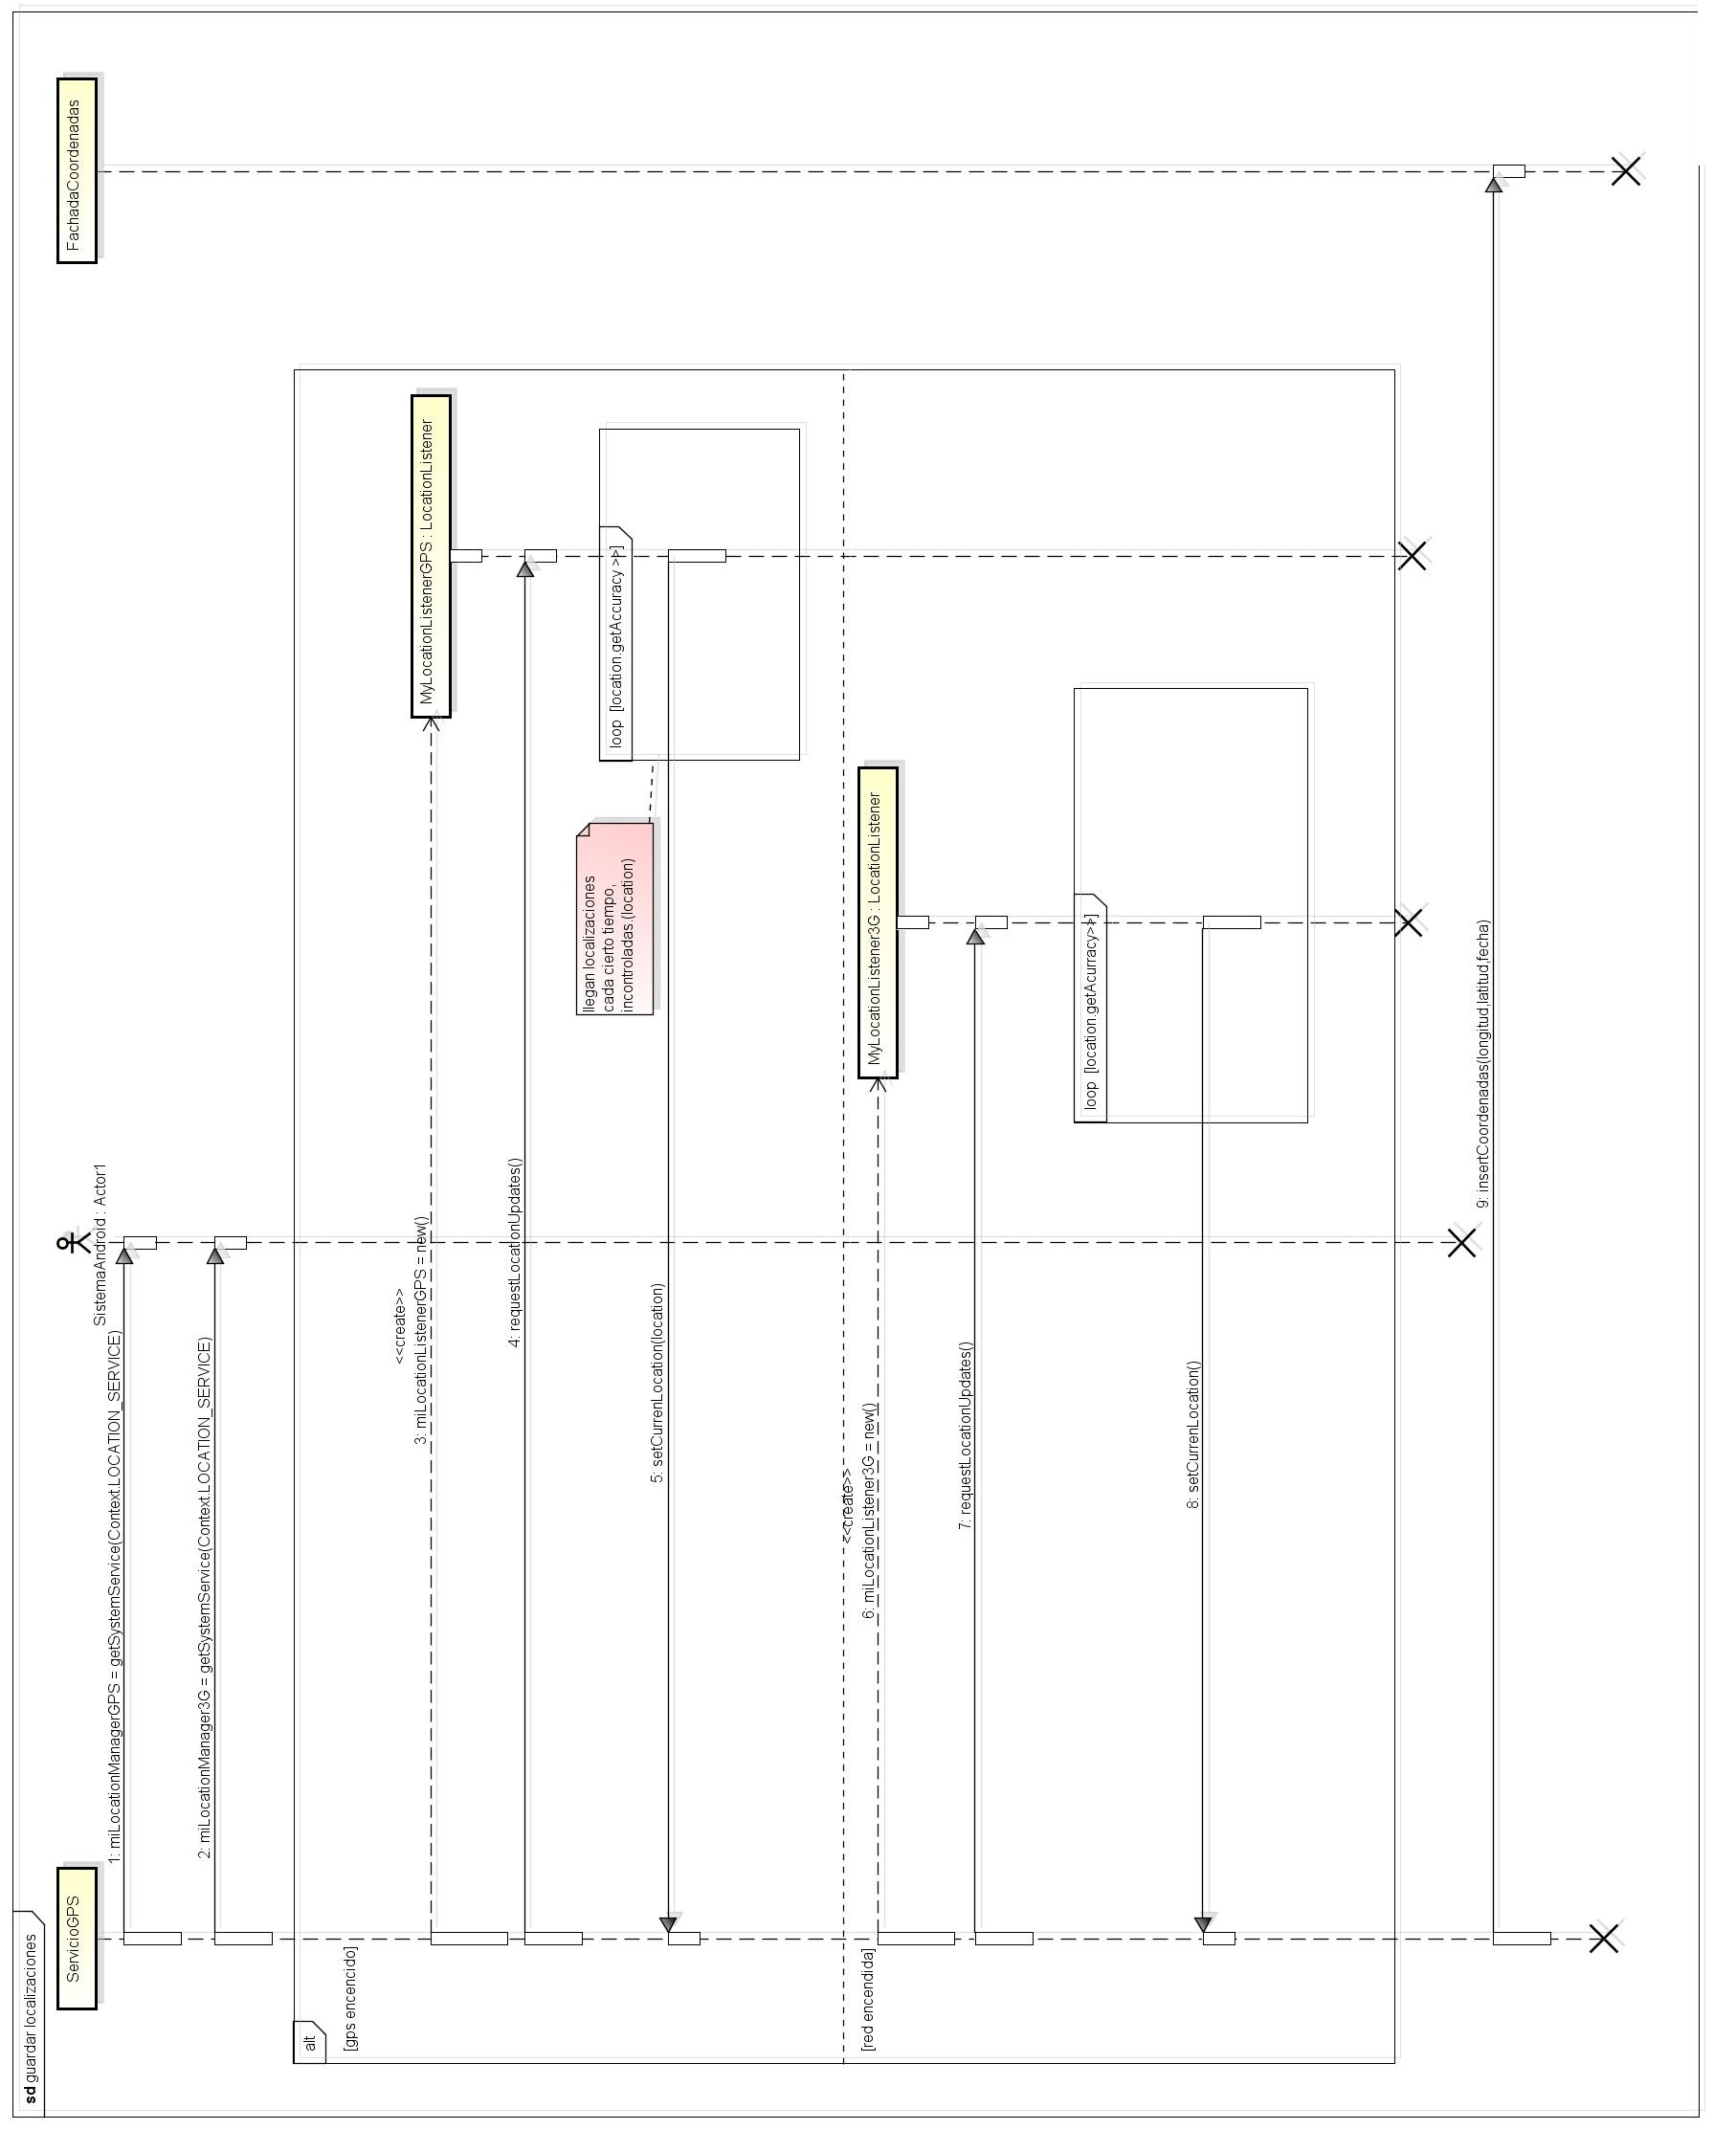 sd guardar localizaciones
ServicioGPS
SistemaAndroid : Actor1
FachadaCoordenadas
1: miLocationManagerGPS = getSystemService(Context.LOCATION_SERVICE)
2: miLocationManager3G = getSystemService(Context.LOCATION_SERVICE)
alt
[gps encencido]
<<create>>
3: miLocationListenerGPS = new()
MyLocationListenerGPS : LocationListener
4: requestLocationUpdates()
llegan localizaciones
cada cierto tiempo,
incontroladas.(location)
loop [location.getAccuracy >>]
5: setCurrenLocation(location)
[red encendida]
<<create>>
6: miLocationListener3G = new()
MyLocationListener3G : LocationListener
7: requestLocationUpdates()
loop [location.getAcurracy>>]
8: setCurrenLocation()
9: insertCoordenadas(longitud,latitud,fecha)